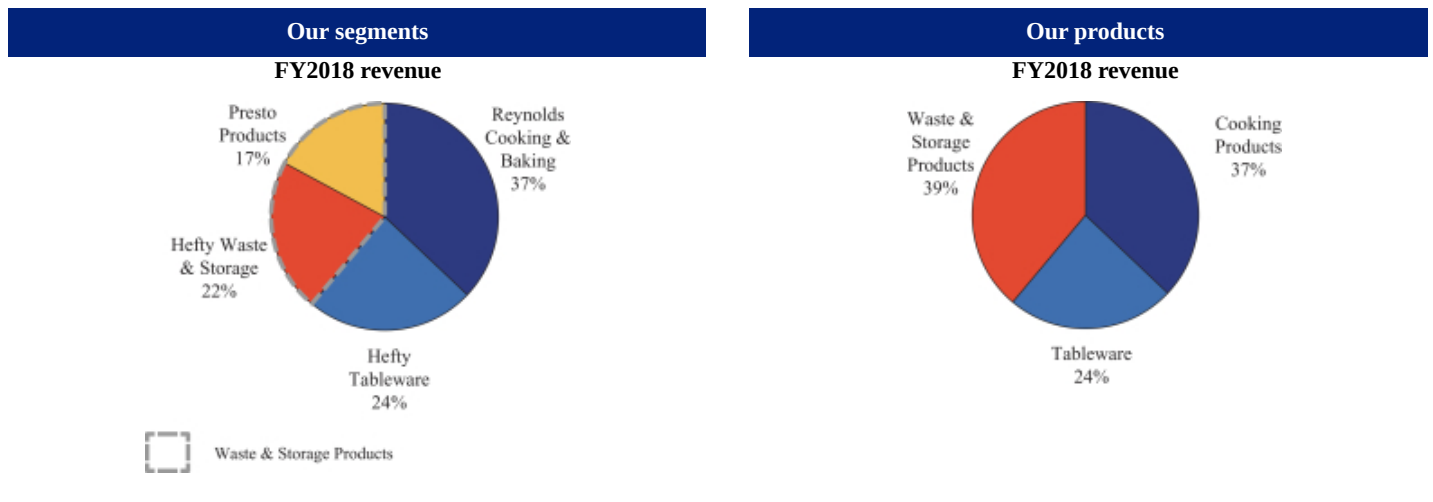 Our segments
FY2018 revenue
Presto
Products
17%
Reynolds
Cooking &
Baking
37%
Hefty Waste
& Storage
22%
Hefty
Tableware
24%
Waste & Storage Products
Our products
FY2018 revenue
Waste &
Storage
Products
39%
Cooking
Products
37%
Tableware
24%